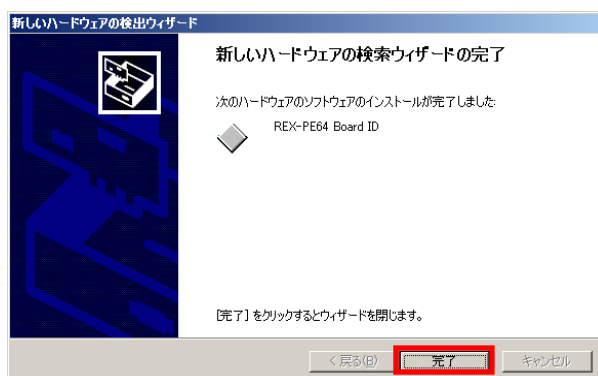 新しいハードウェアの検出ウィザード
新しいハードウェアの検索ウィザードの完了
次のハードウェアのソフトウェアのインストールが完了しました:
REX-PE64 Board ID
[完了] をクリックするとウィザードを閉じます。
< 戻る(B) 完了 キャンセル